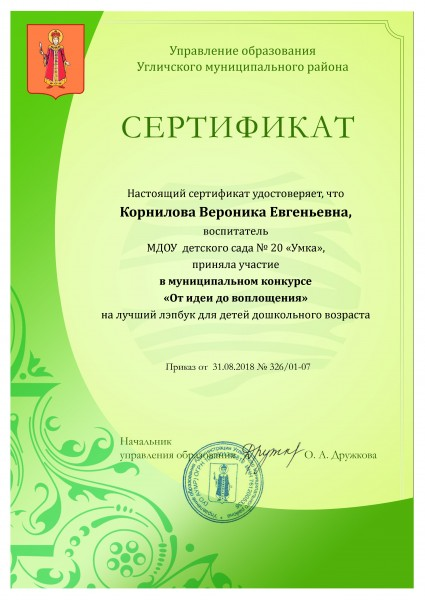 Управление образования
Угличского муниципального района
СЕРТИФИКАТ
Настоящий сертификат удостоверяет, что
Корнилова Вероника Евгеньевна,
воспитатель
МДОУ детского сада № 20 «Умка»,
приняла участие
в муниципальном конкурсе
«От идеи до воплощения»
на лучший лэпбук для детей дошкольного возраста
Приказ от 31.08.2018 № 326/01-07
Начальник
управления образования
О. А. Дружкова